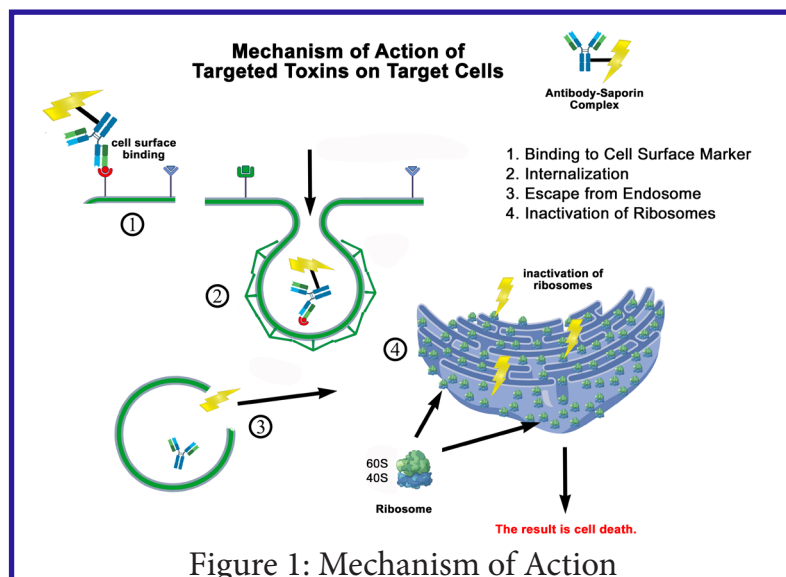 Mechanism of Action of
Targeted Toxins on Target Cells
Antibody-Saporin
Complex
cell surface
binding
1. Binding to Cell Surface Marker
2. Internalization
3. Escape from Endosome
4. Inactivation of Ribosomes
1
2
inactivation of
ribosomes
4
3
60S
40S
Ribosome
The result is cell death.
Figure 1: Mechanism of Action